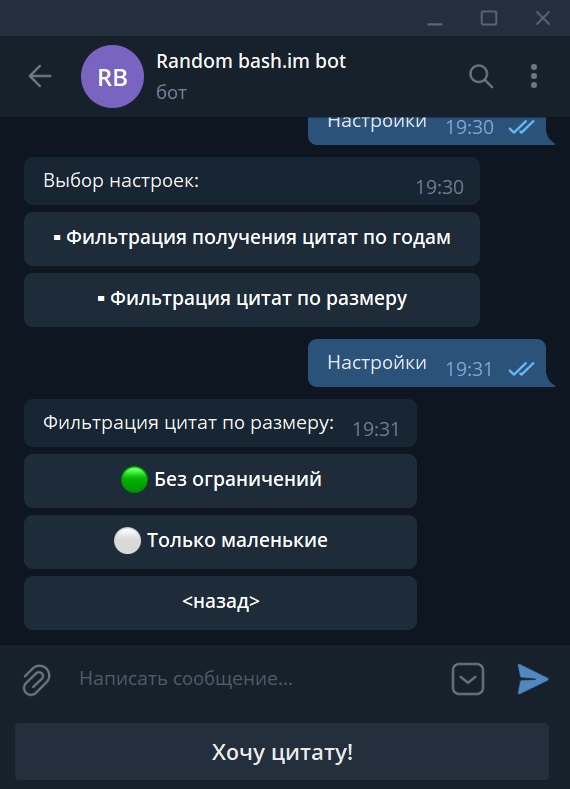 RB
Random bash.im bot
бот
Настройки 19:30
Выбор настроек: 19:30
▪ Фильтрация получения цитат по годам
▪ Фильтрация цитат по размеру
Настройки 19:31
Фильтрация цитат по размеру: 19:31
Без ограничений
Только маленькие
<назад>
Написать сообщение...
Хочу цитату!